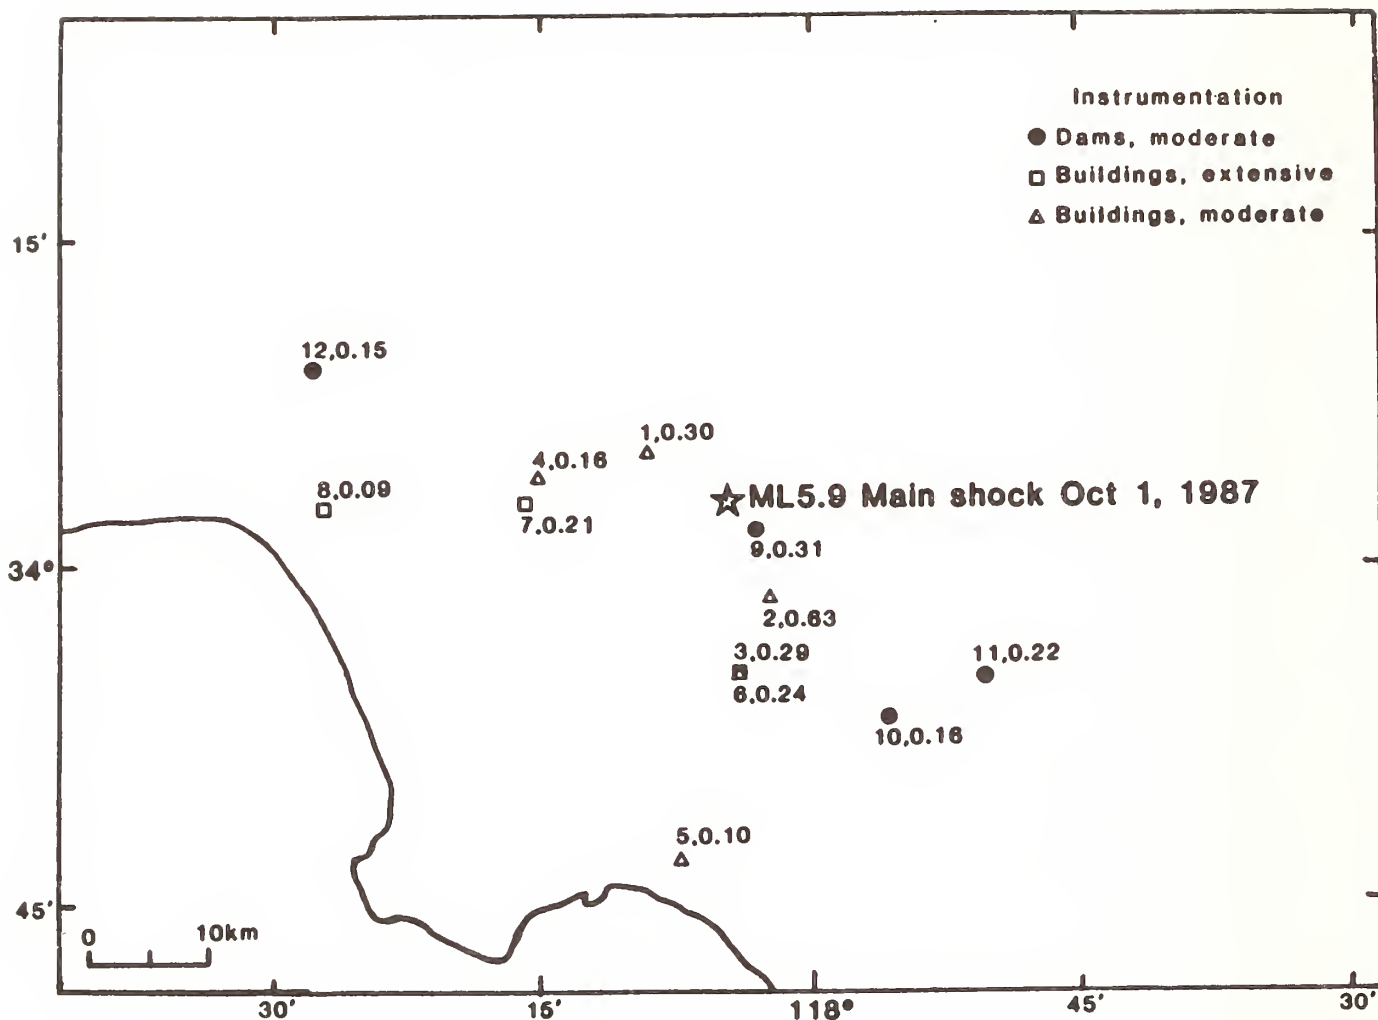 Instrumentation
Dams, moderate
Buildings, extensive
Buildings, moderate
15'
12,0.15
1,0.30
4,0.16
8,0.09
7,0.21
ML5.9 Main shock Oct 1, 1987
9,0.31
34°
2,0.63
3,0.29
11,0.22
6,0.24
10,0.16
5,0.10
45'
0 10km
30' 15' 118° 45' 30'